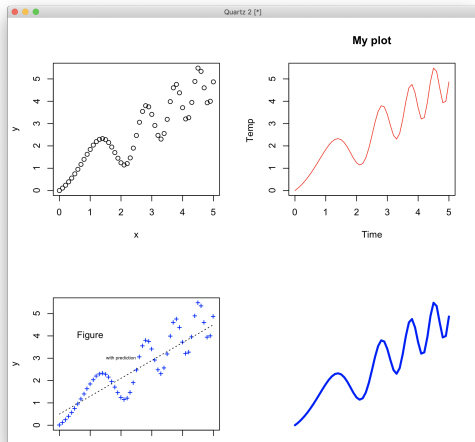 Quartz 2 [*]
My plot
y
0 1 2 3 4 5
0 1 2 3 4 5
x
Temp
0 1 2 3 4 5
0 1 2 3 4 5
Time
y
0 1 2 3 4 5
Figure
with prediction